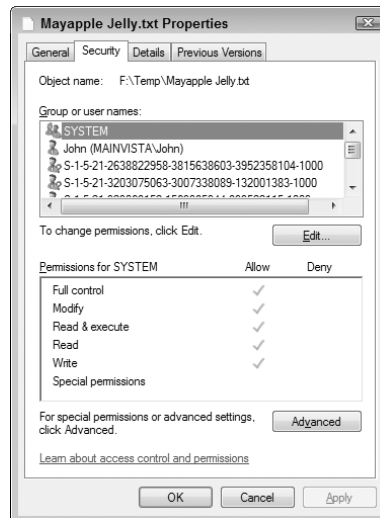 Mayapple Jelly.txt Properties
General Security Details Previous Versions
Object name: F:\Temp\Mayapple Jelly.txt
Group or user names:
SYSTEM
John (MAINVISTA\John)
S-1-5-21-2638822958-3815638603-3952358104-1000
S-1-5-21-3203075063-3007338089-132001383-1000
To change permissions, click Edit.
Edit...
Permissions for SYSTEM Allow Deny
Full control
Modify
Read & execute
Read
Write
Special permissions
For special permissions or advanced settings,
click Advanced.
Advanced
Learn about access control and permissions
OK Cancel Apply